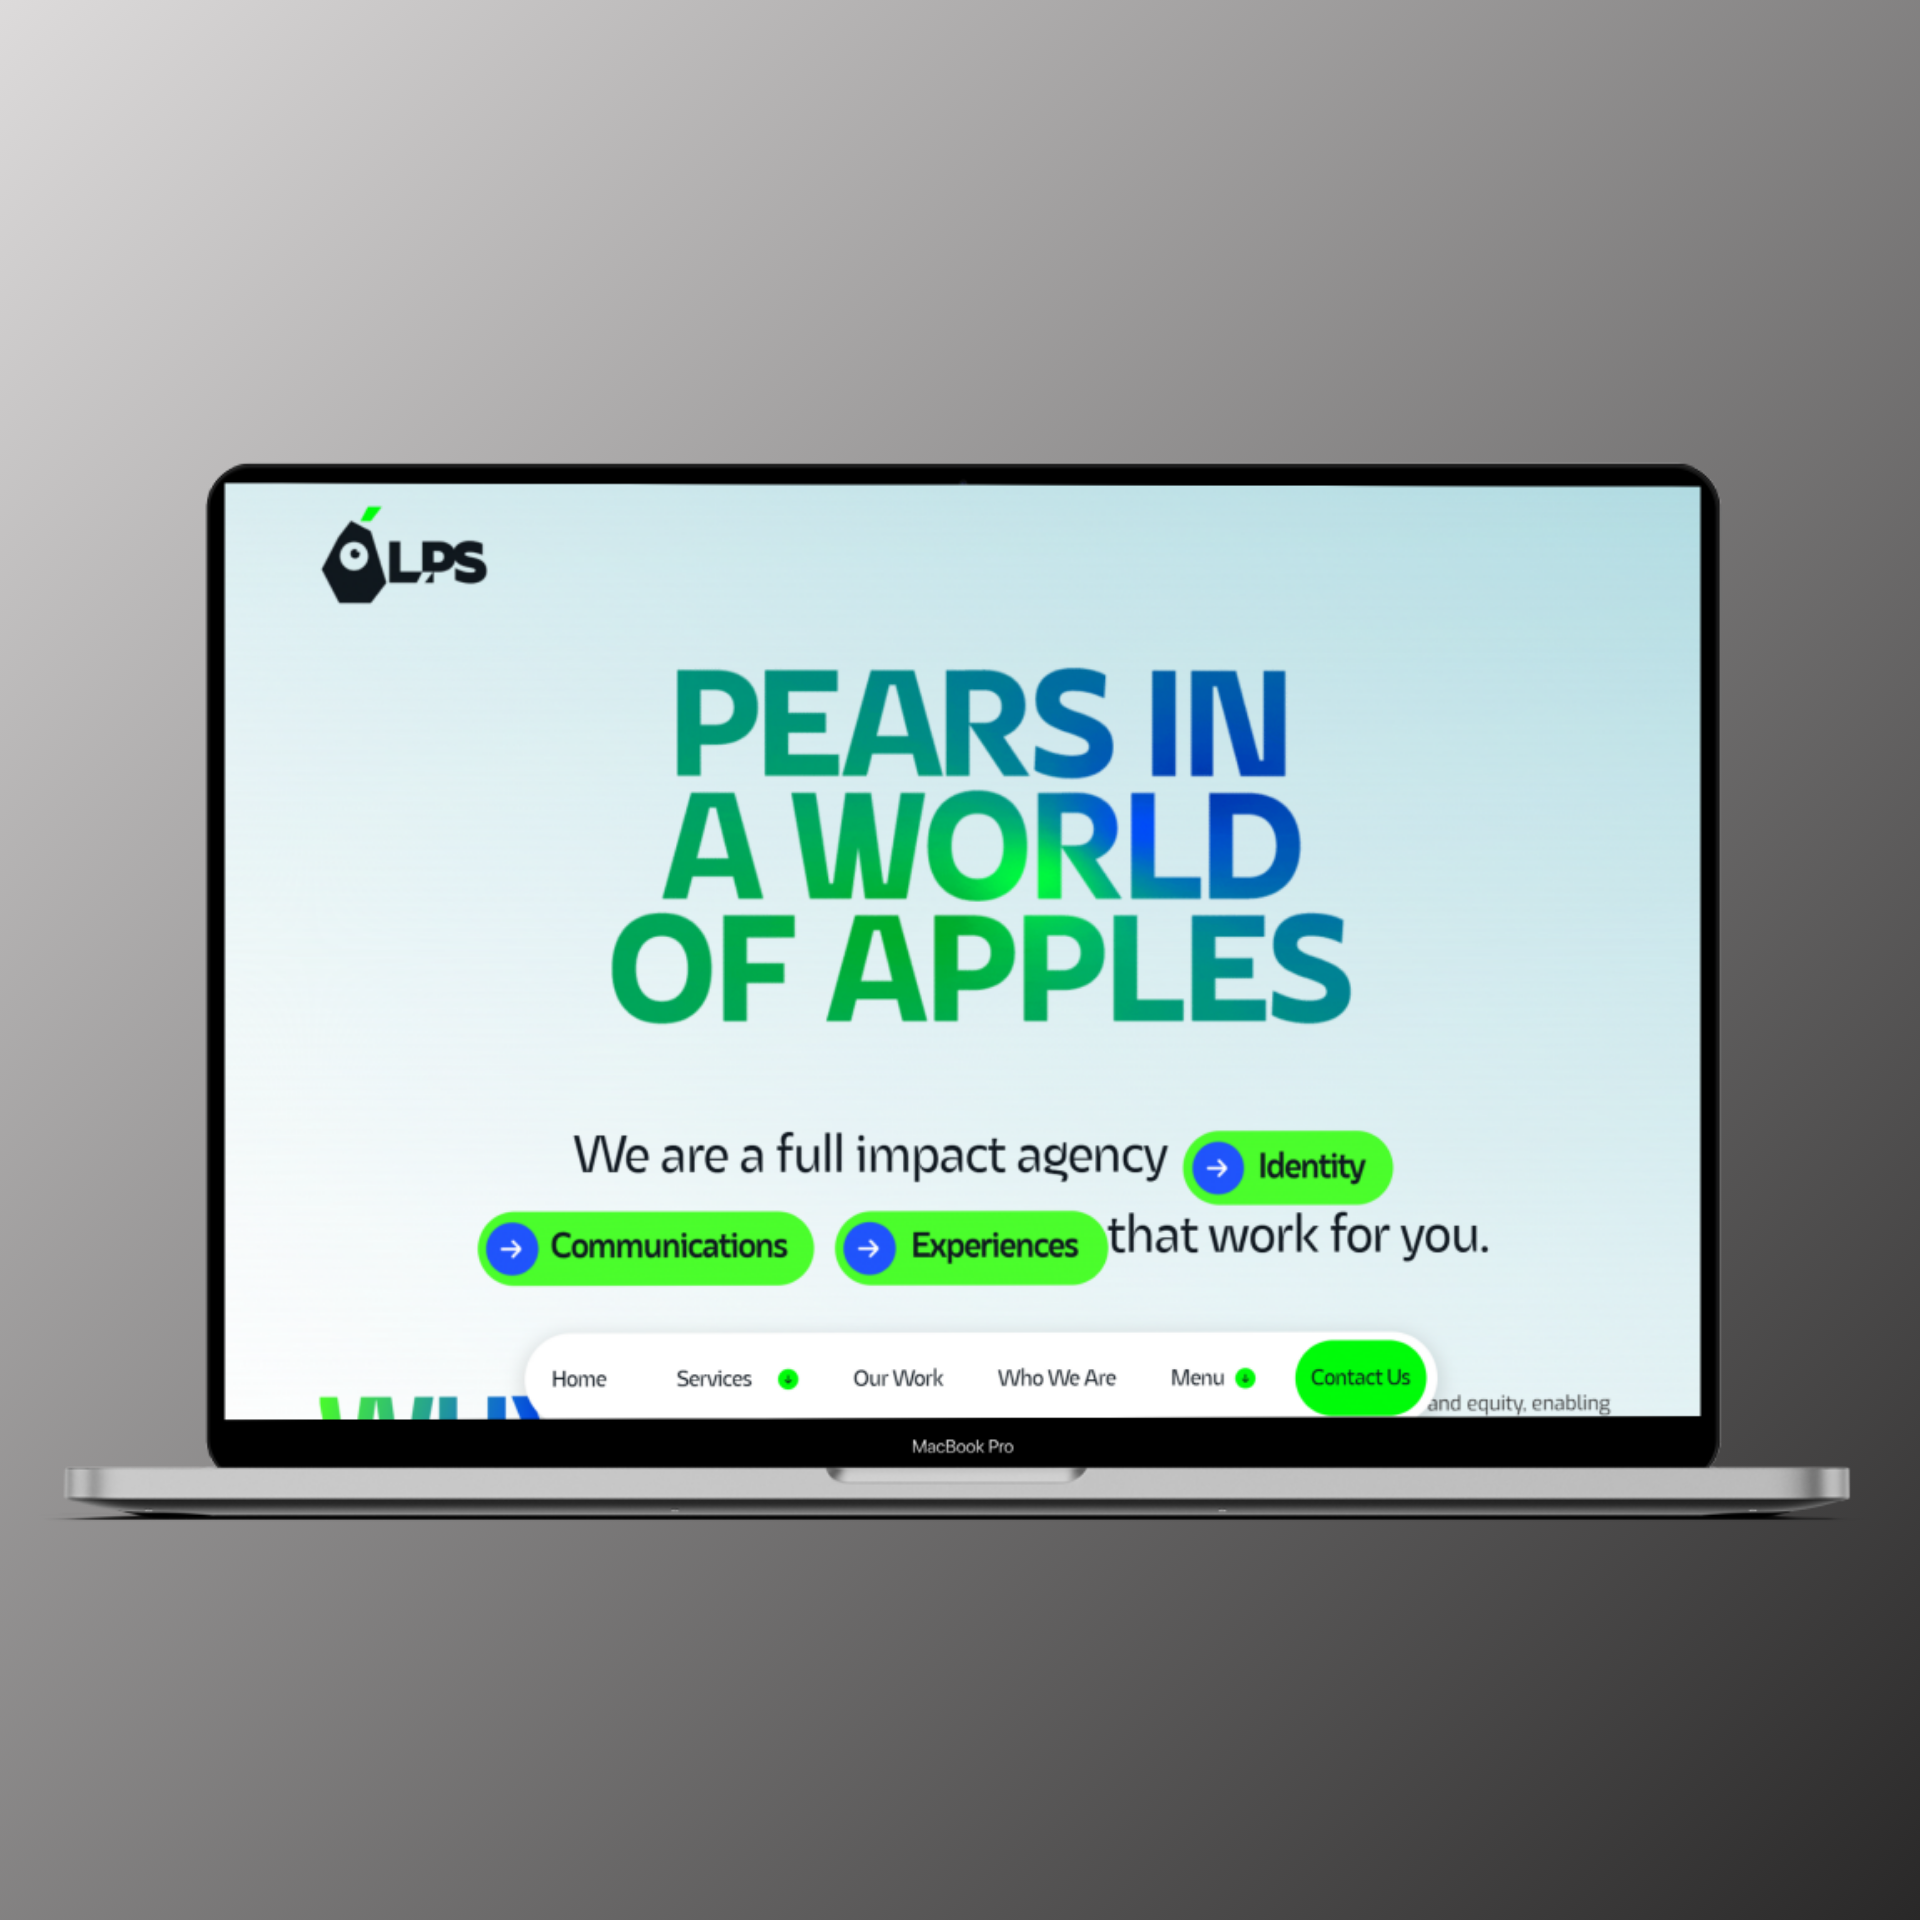 ÁLPS
PEARS IN
A WORLD
OF APPLES
We are a full impact agency Identity
Communications Experiences that work for you.
Home Services Our Work Who We Are Menu Contact Us
and equity, enabling
MacBook Pro